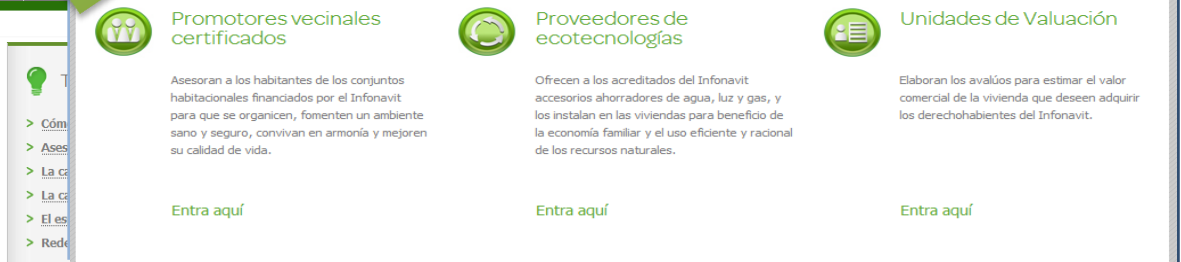 Promotores vecinales
certificados
Asesoran a los habitantes de los conjuntos
habitacionales financiados por el Infonavit
para que se organicen, fomenten un ambiente
sano y seguro, convivan en armonía y mejoren
su calidad de vida.
Entra aquí
Proveedores de
ecotecnologías
Ofrecen a los acreditados del Infonavit
accesorios ahorradores de agua, luz y gas, y
los instalan en las viviendas para beneficio de
la economía familiar y el uso eficiente y racional
de los recursos naturales.
Entra aquí
Unidades de Valuación
Elaboran los avalúos para estimar el valor
comercial de la vivienda que deseen adquirir
los derechohabientes del Infonavit.
Entra aquí
> La
> La
> El